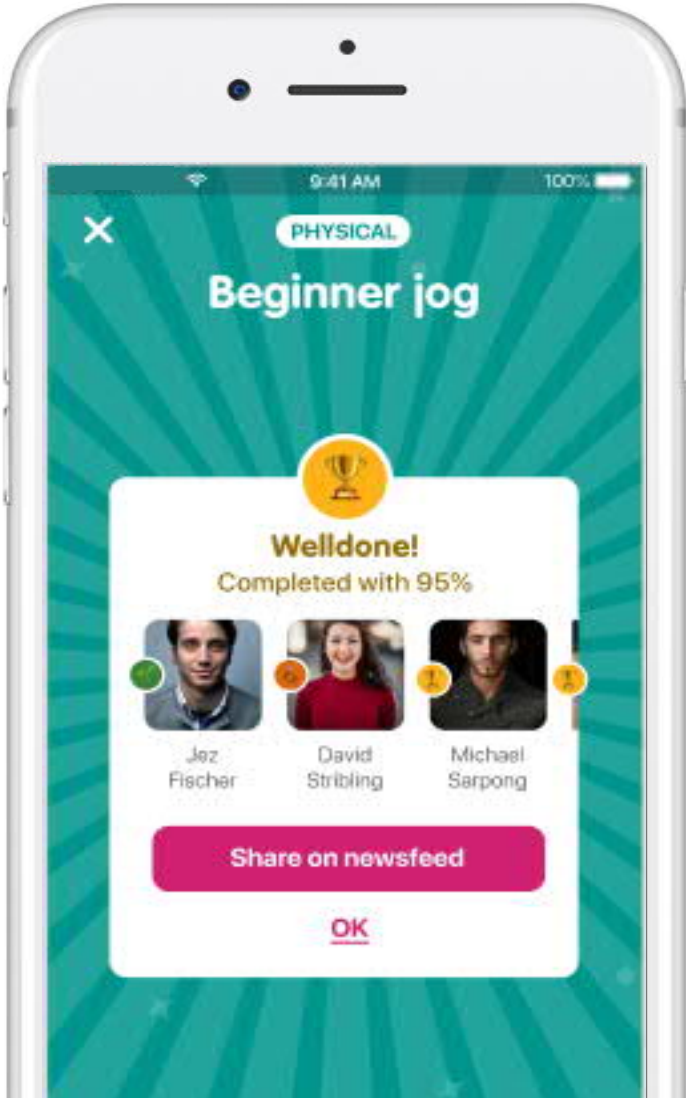 9:41 AM
100%
PHYSICAL
Beginner jog
Welldone!
Completed with 95%
Jez
Fischer
David
Stribling
Michael
Sarpong
Share on newsfeed
OK